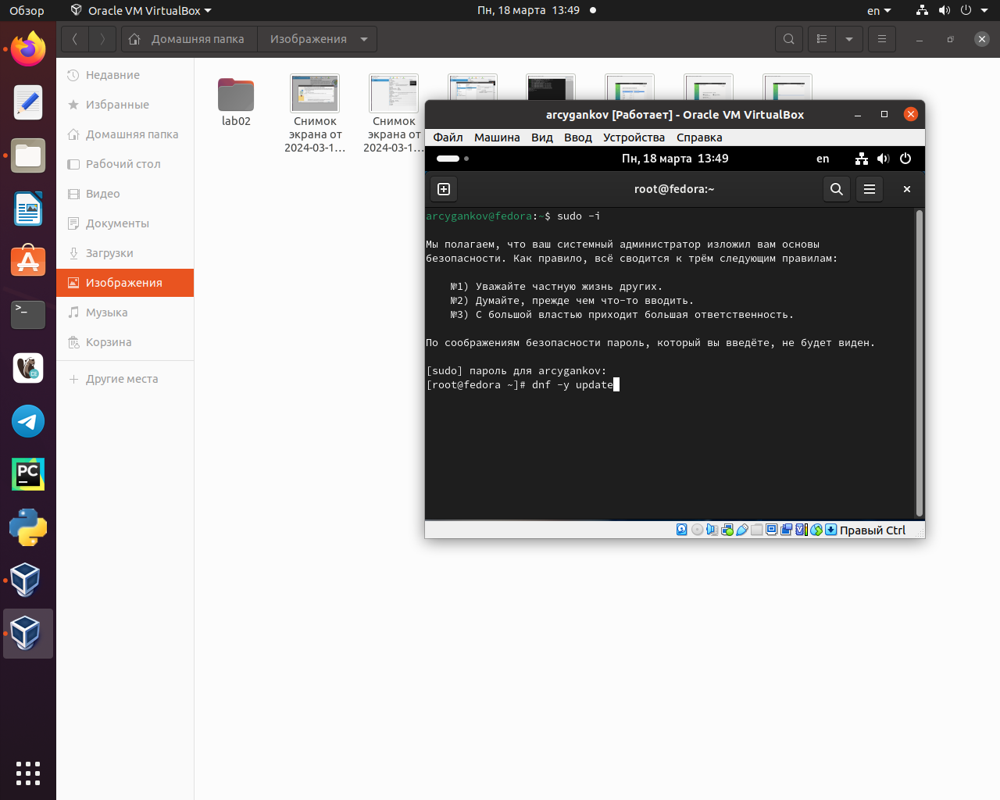 Обзор
Oracle VM VirtualBox
Пн, 18 марта 13:49
en
Домашняя папка
Изображения
Недавние
Избранные
Домашняя папка
Рабочий стол
Видео
Документы
Загрузки
Изображения
Музыка
Корзина
Другие места
lab02
Снимок
экрана от
2024-03-1…
Снимок
экрана от
2024-03-1…
arcygankov [Работает] - Oracle VM VirtualBox
Файл Машина Вид Ввод Устройства Справка
Пн, 18 марта 13:49
en
root@fedora:~
arcygankov@fedora:~$ sudo -i
Мы полагаем, что ваш системный администратор изложил вам основы
безопасности. Как правило, всё сводится к трём следующим правилам:
№1) Уважайте частную жизнь других.
№2) Думайте, прежде чем что-то вводить.
№3) С большой властью приходит большая ответственность.
По соображениям безопасности пароль, который вы введёте, не будет виден.
[sudo] пароль для arcygankov:
[root@fedora ~]# dnf -y update
Правый Ctrl
>_
PC